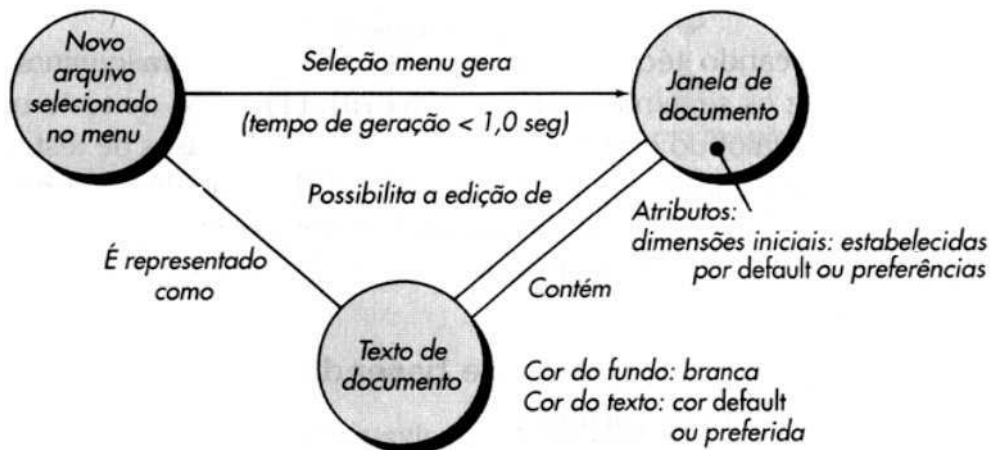 Novo
arquivo
selecionado
no menu
Seleção menu gera
(tempo de geração < 1,0 seg)
Janela de
documento
Possibilita a edição de
Atributos:
dimensões iniciais: estabelecidas
por default ou preferências
É representado
como
Contém
Texto de
documento
Cor do fundo: branca
Cor do texto: cor default
ou preferida